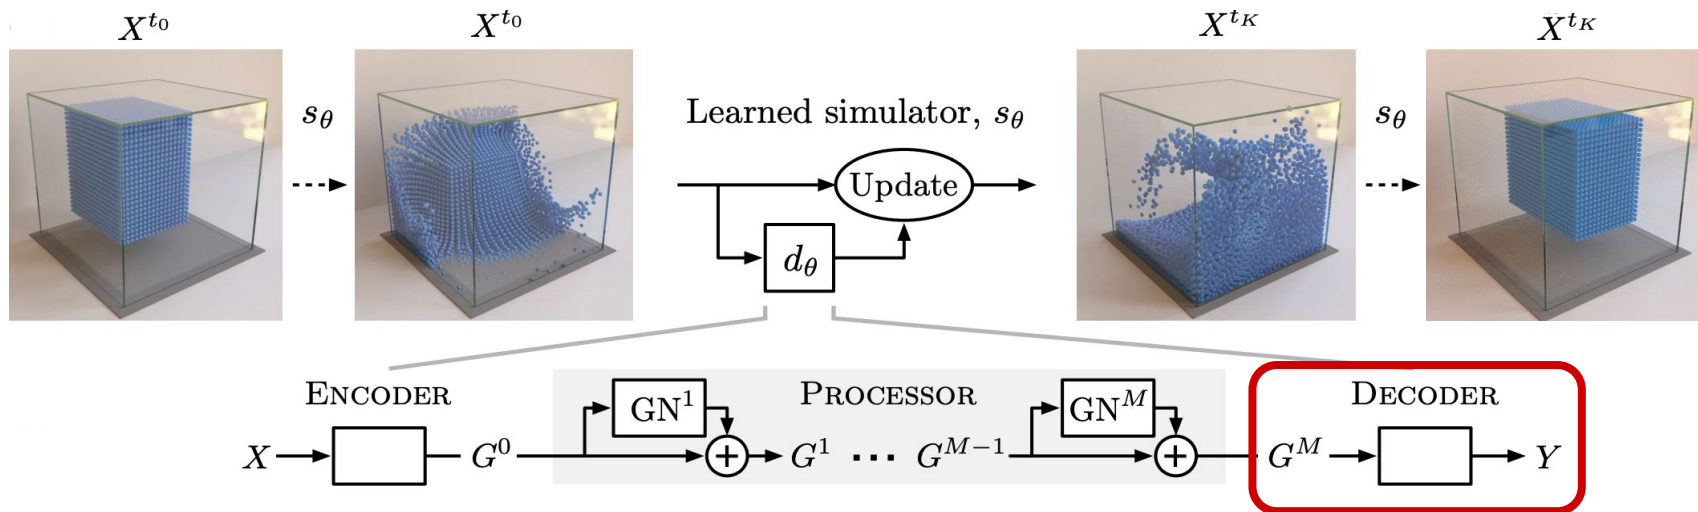 X^{t_0}
X^{t_0}
X^{t_K}
X^{t_K}
s_θ
Learned simulator, s_θ
s_θ
Update
d_θ
ENCODER
PROCESSOR
DECODER
GN^1
GN^M
X
G^0
+
G^1 ··· G^{M−1}
+
G^M
Y